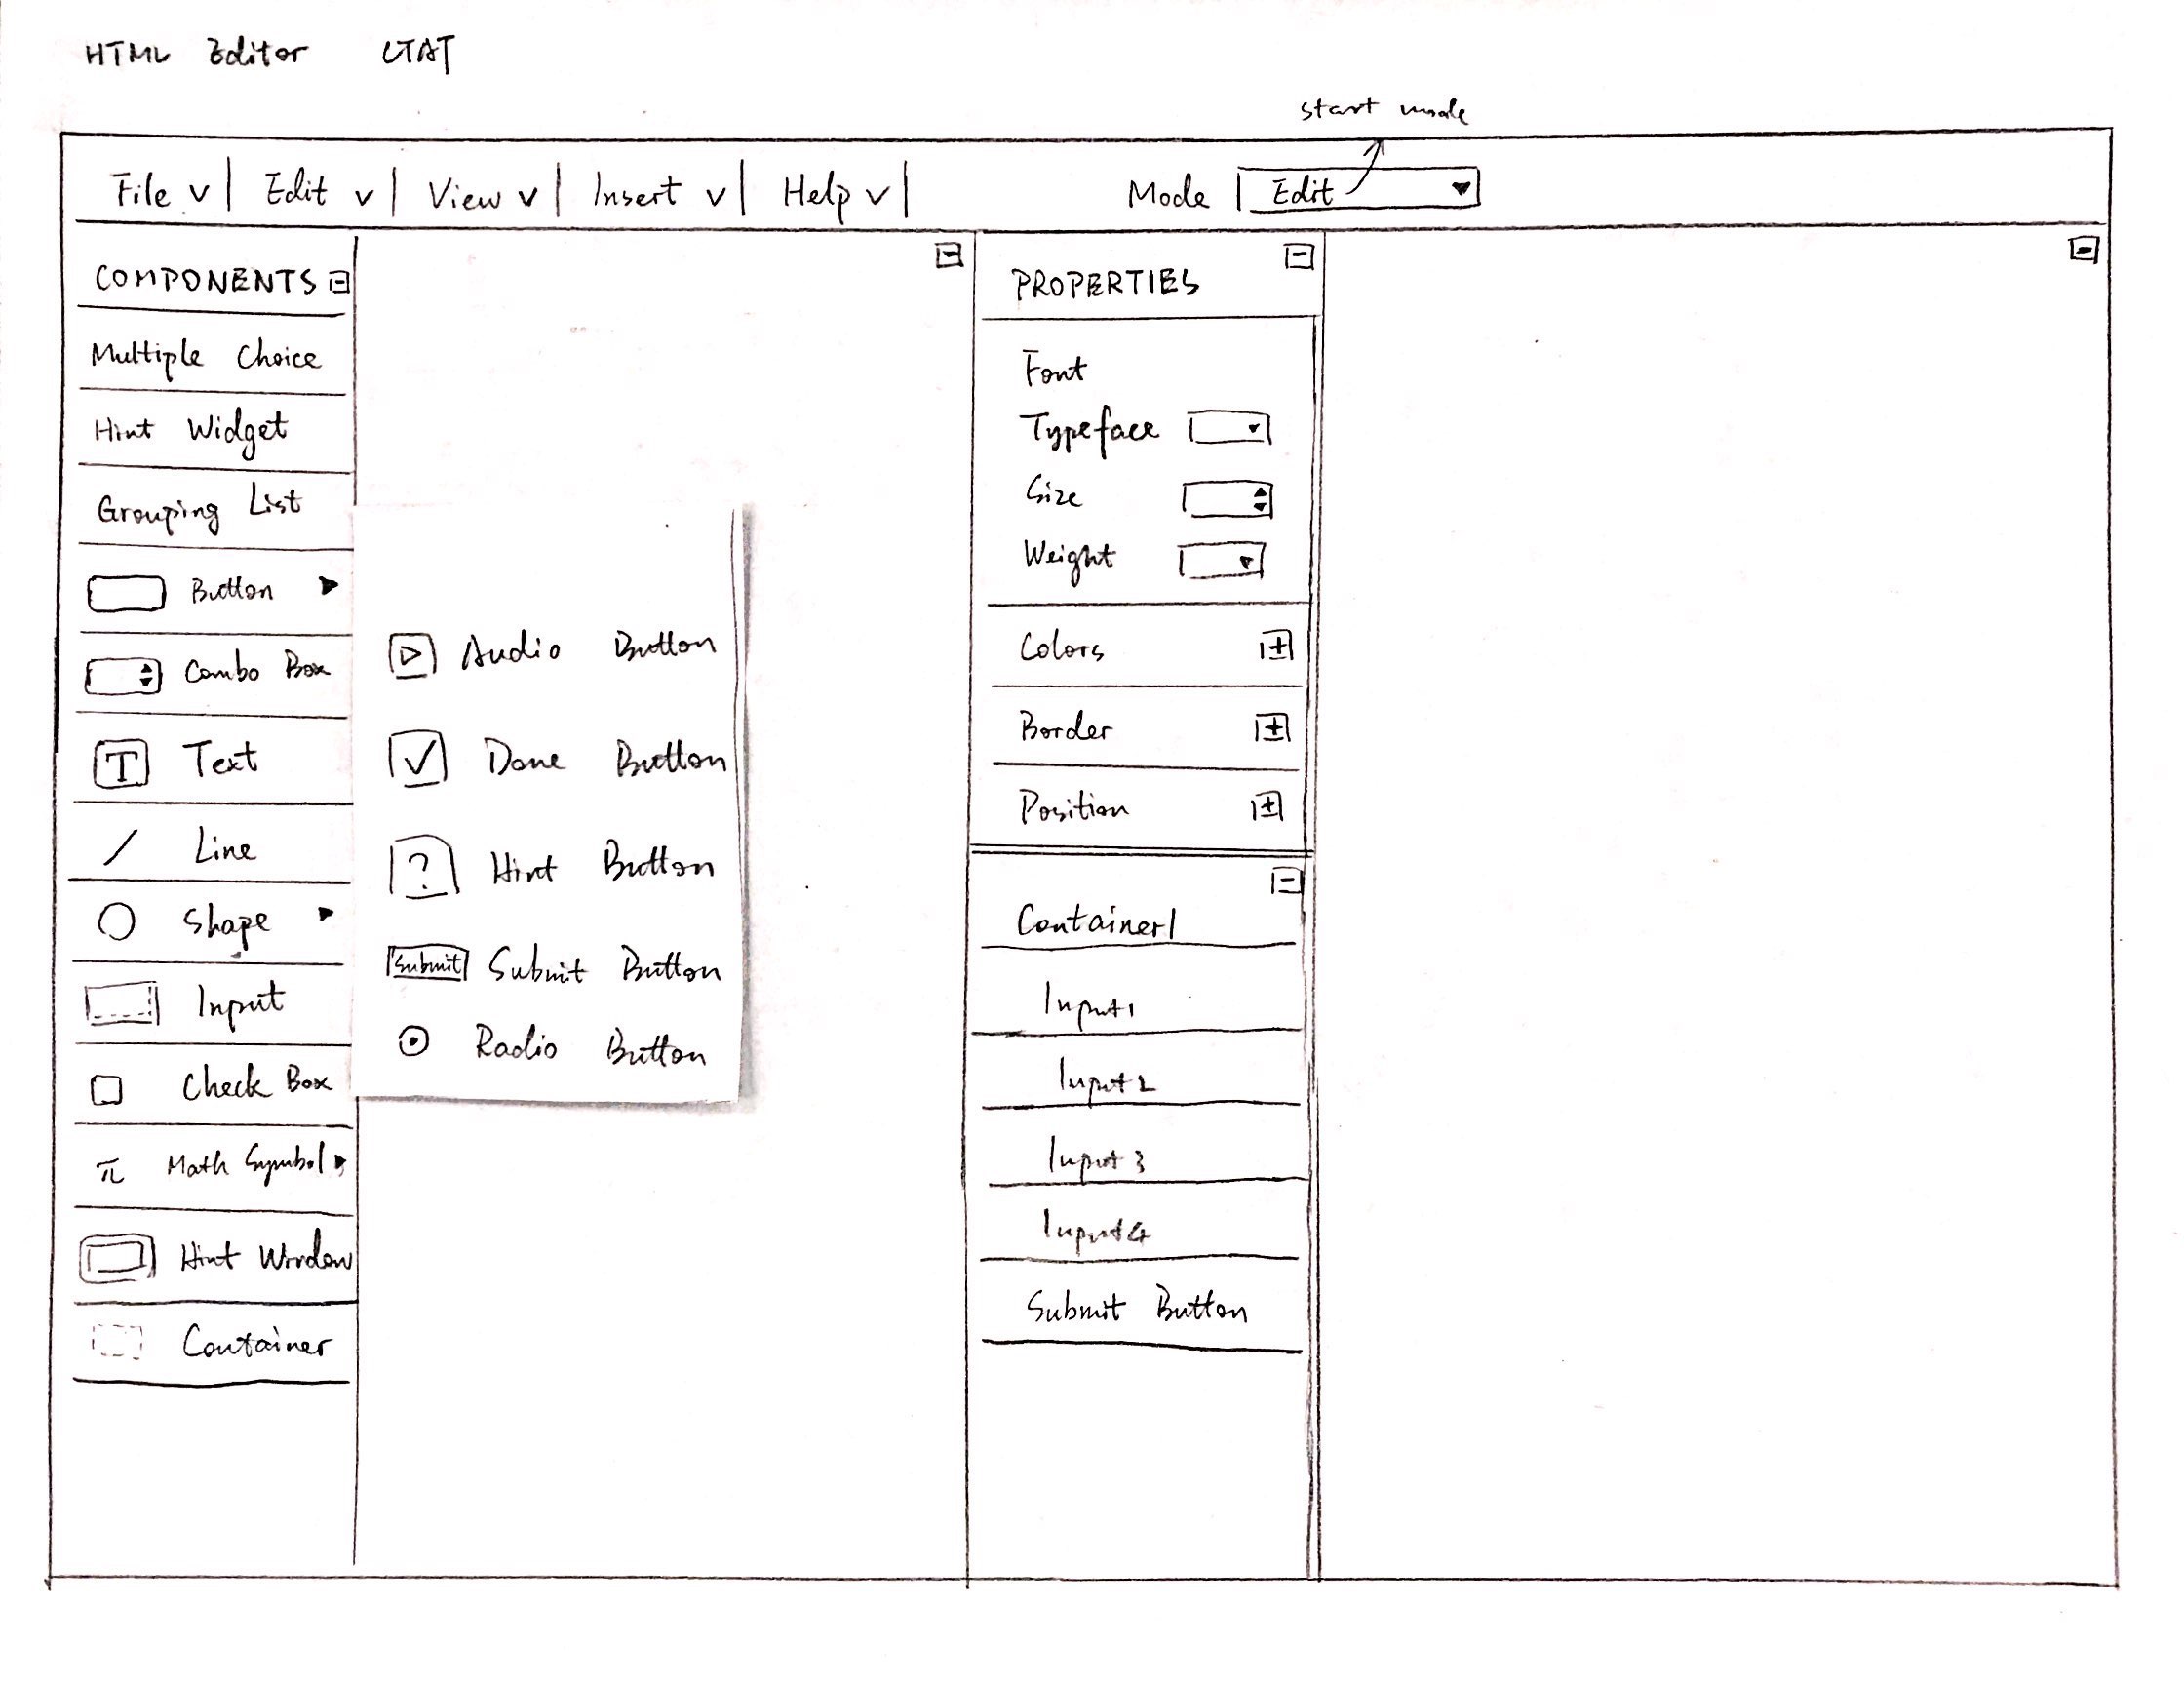 HTML Editor CTAT
start mode
File v | Edit v | View v | Insert v | Help v |
Mode Edit
COMPONENTS
Multiple Choice
Hint Widget
Grouping List
Button
Combo Box
T Text
Line
Shape
Input
Check Box
π Math Symbol
Hint Window
Container
Audio Button
Done Button
? Hint Button
Submit Submit Button
Radio Button
PROPERTIES
Font
Typeface
Size
Weight
Colors
Border
Position
Container1
Input1
Input2
Input3
Input4
Submit Button